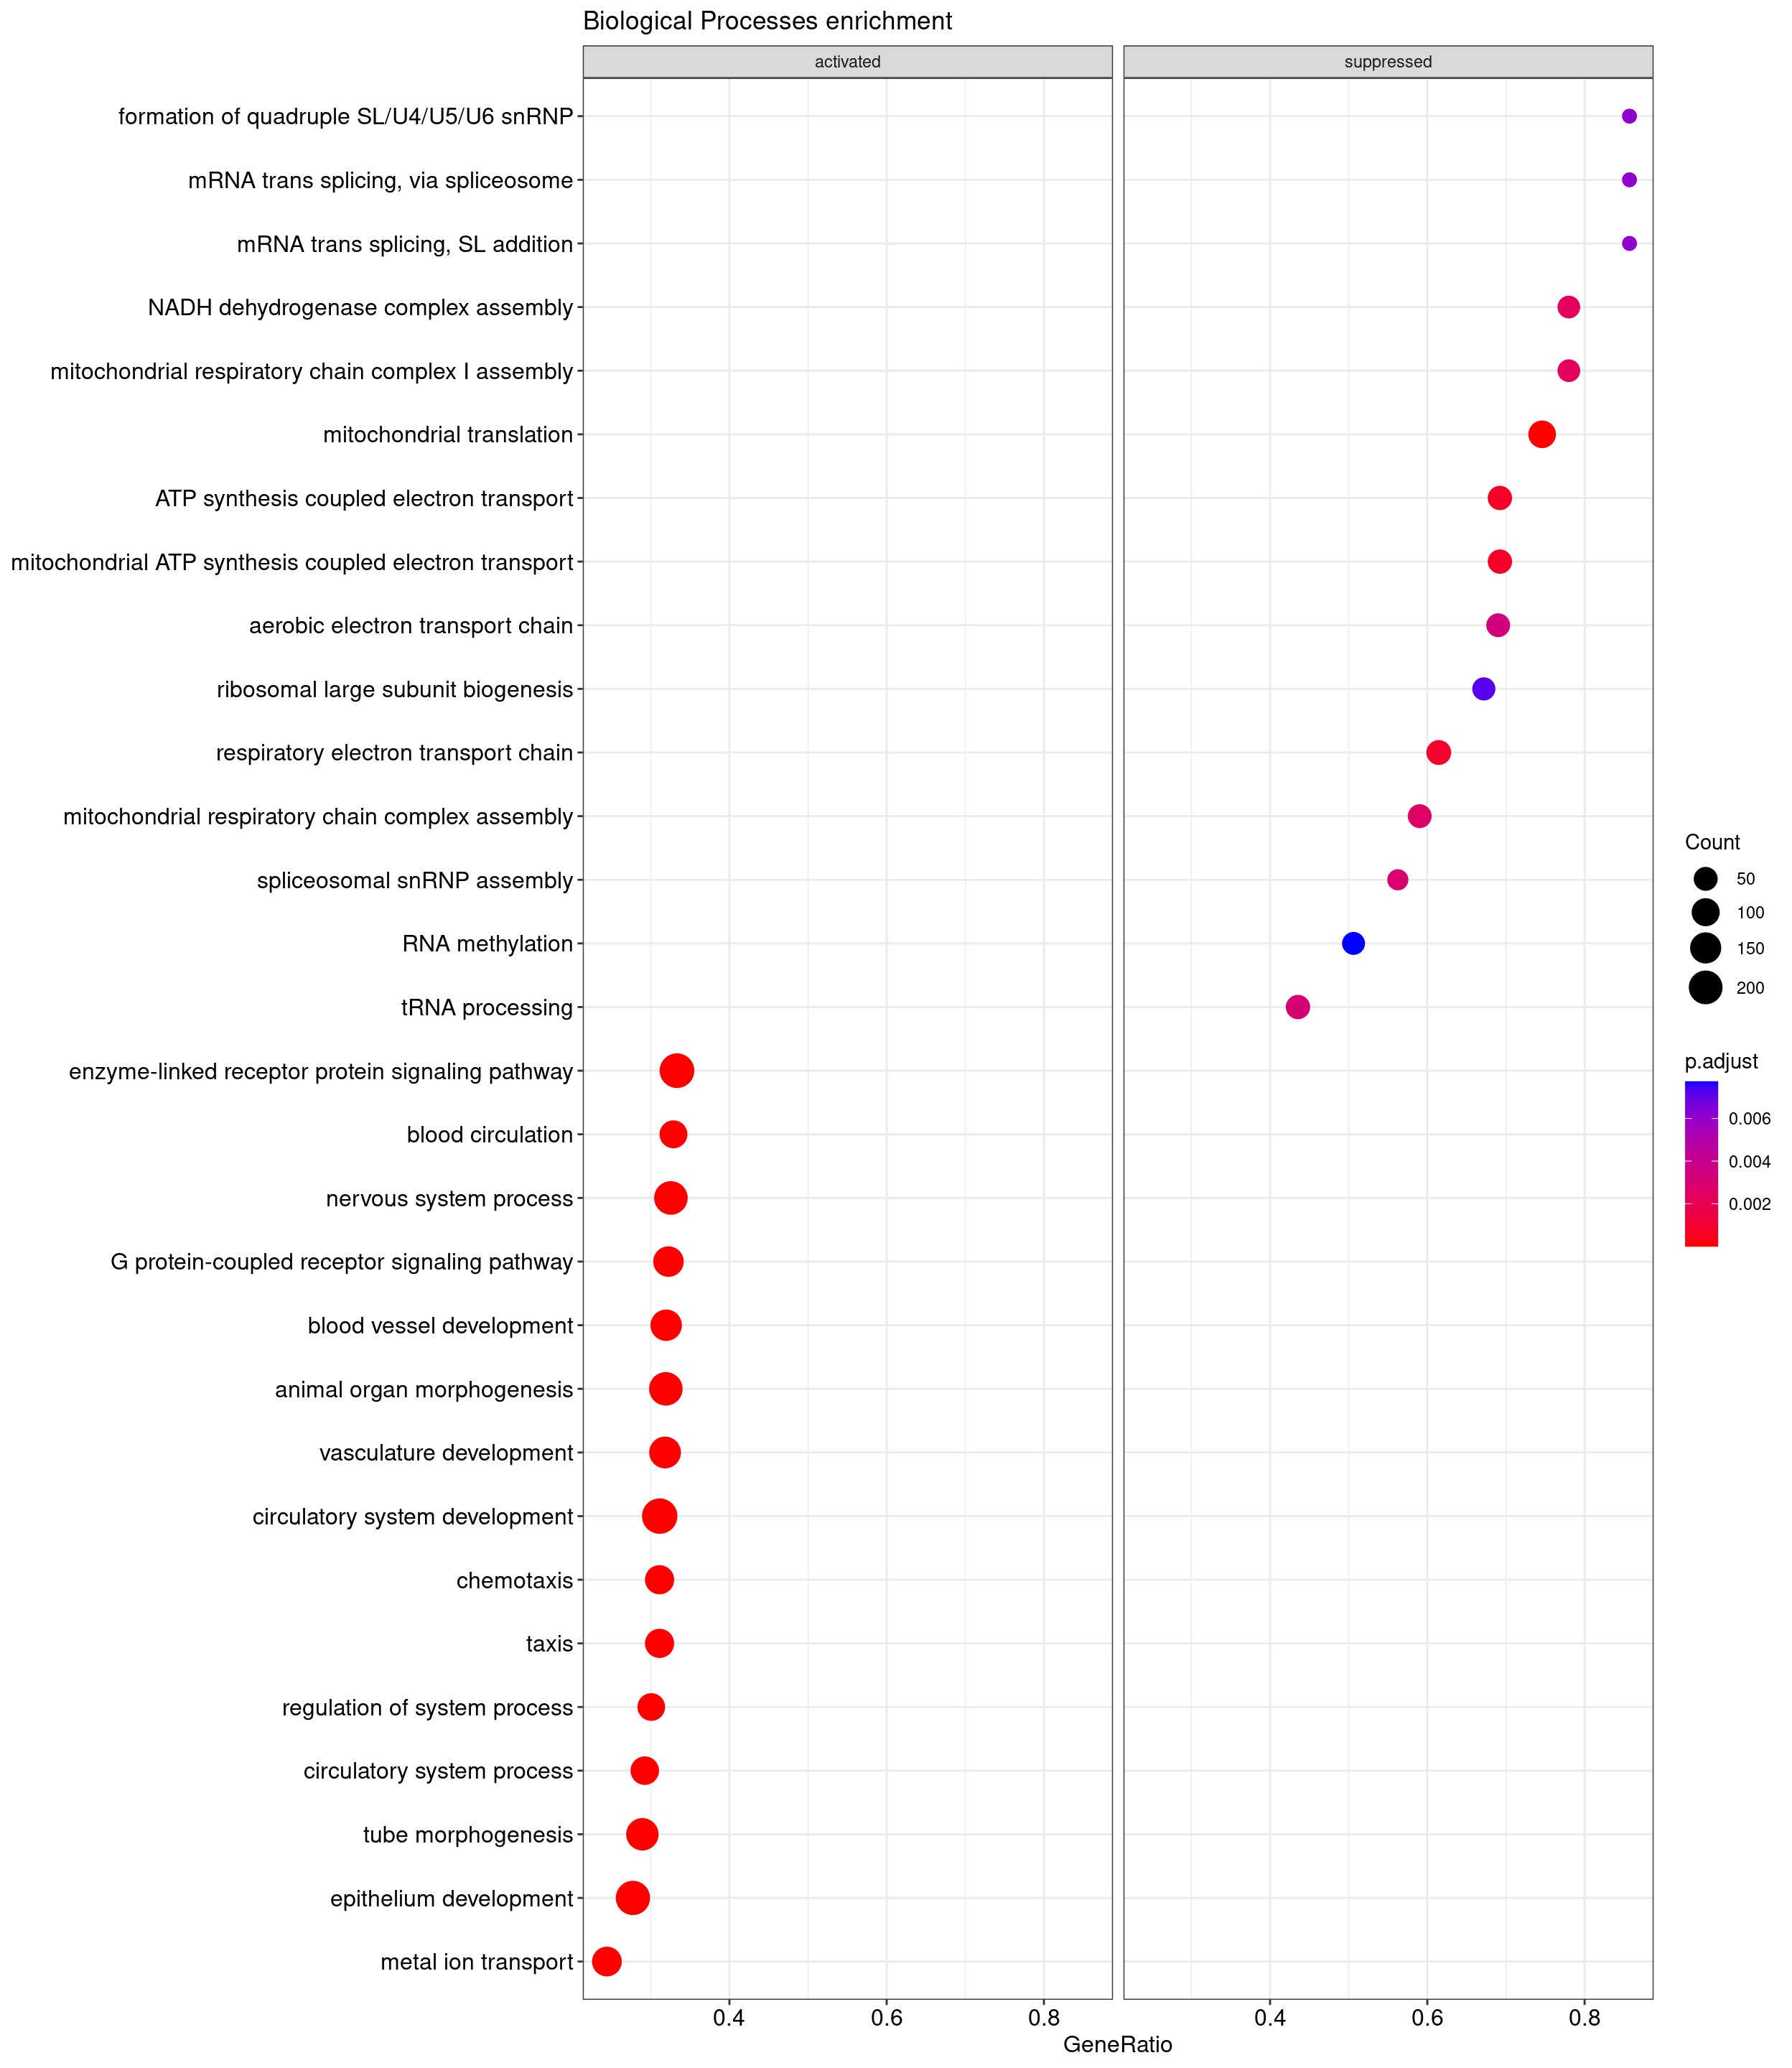 Biological Processes enrichment
activated
suppressed
formation of quadruple SL/U4/U5/U6 snRNP
mRNA trans splicing, via spliceosome
mRNA trans splicing, SL addition
NADH dehydrogenase complex assembly
mitochondrial respiratory chain complex I assembly
mitochondrial translation
ATP synthesis coupled electron transport
mitochondrial ATP synthesis coupled electron transport
aerobic electron transport chain
ribosomal large subunit biogenesis
respiratory electron transport chain
mitochondrial respiratory chain complex assembly
spliceosomal snRNP assembly
RNA methylation
tRNA processing
enzyme-linked receptor protein signaling pathway
blood circulation
nervous system process
G protein-coupled receptor signaling pathway
blood vessel development
animal organ morphogenesis
vasculature development
circulatory system development
chemotaxis
taxis
regulation of system process
circulatory system process
tube morphogenesis
epithelium development
metal ion transport
0.4 0.6 0.8
0.4 0.6 0.8
GeneRatio
Count
50
100
150
200
p.adjust
0.006
0.004
0.002